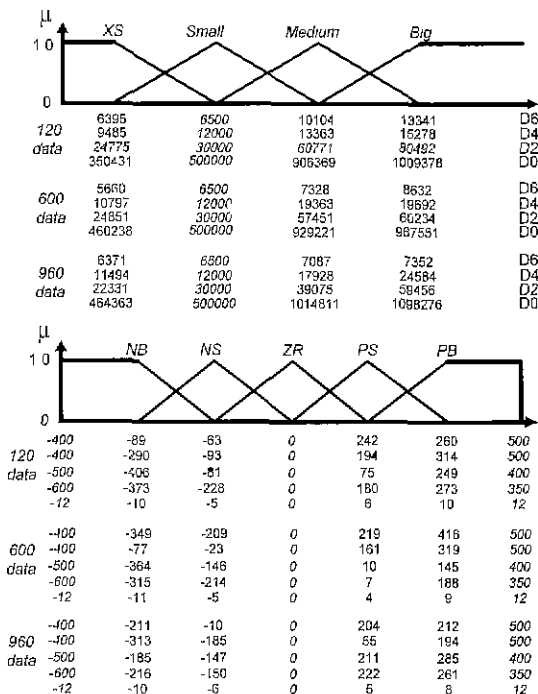 μ
XS Small Medium Big
1 0
0
6395 6500 10104 13341 D6
120 9485 12000 13363 15278 D4
data 24775 30000 60771 80492 D2
350431 500000 906369 1009378 D0
5660 6500 7328 8632 D6
600 10797 12000 19363 19692 D4
data 24851 30000 57451 D2
460238 500000 929221 987551 D0
6371 6500 7087 7352 D6
960 11494 12000 17928 24584 D4
data 22331 30000 39075 59456 D2
464363 500000 1014811 1098276 D0
μ
NB NS ZR PS PB
1 0
0
-400 -89 -63 0 242 260 500
120 -400 -290 -93 0 194 314 500
data -500 -406 -81 0 75 249 400
-600 -373 -228 0 180 273 350
-12 -10 -5 0 6 10 12
-400 -349 -209 0 219 416 500
600 -400 -77 -23 0 161 319 500
data -500 -364 -146 0 10 145 400
-600 -315 -214 0 7 188 350
-12 -11 -5 0 4 9 12
-400 -211 -10 0 204 212 500
960 -400 -313 -185 0 55 194 500
data -500 -185 -147 0 211 285 400
-600 -216 -150 0 222 261 350
-12 -10 -6 0 5 8 12